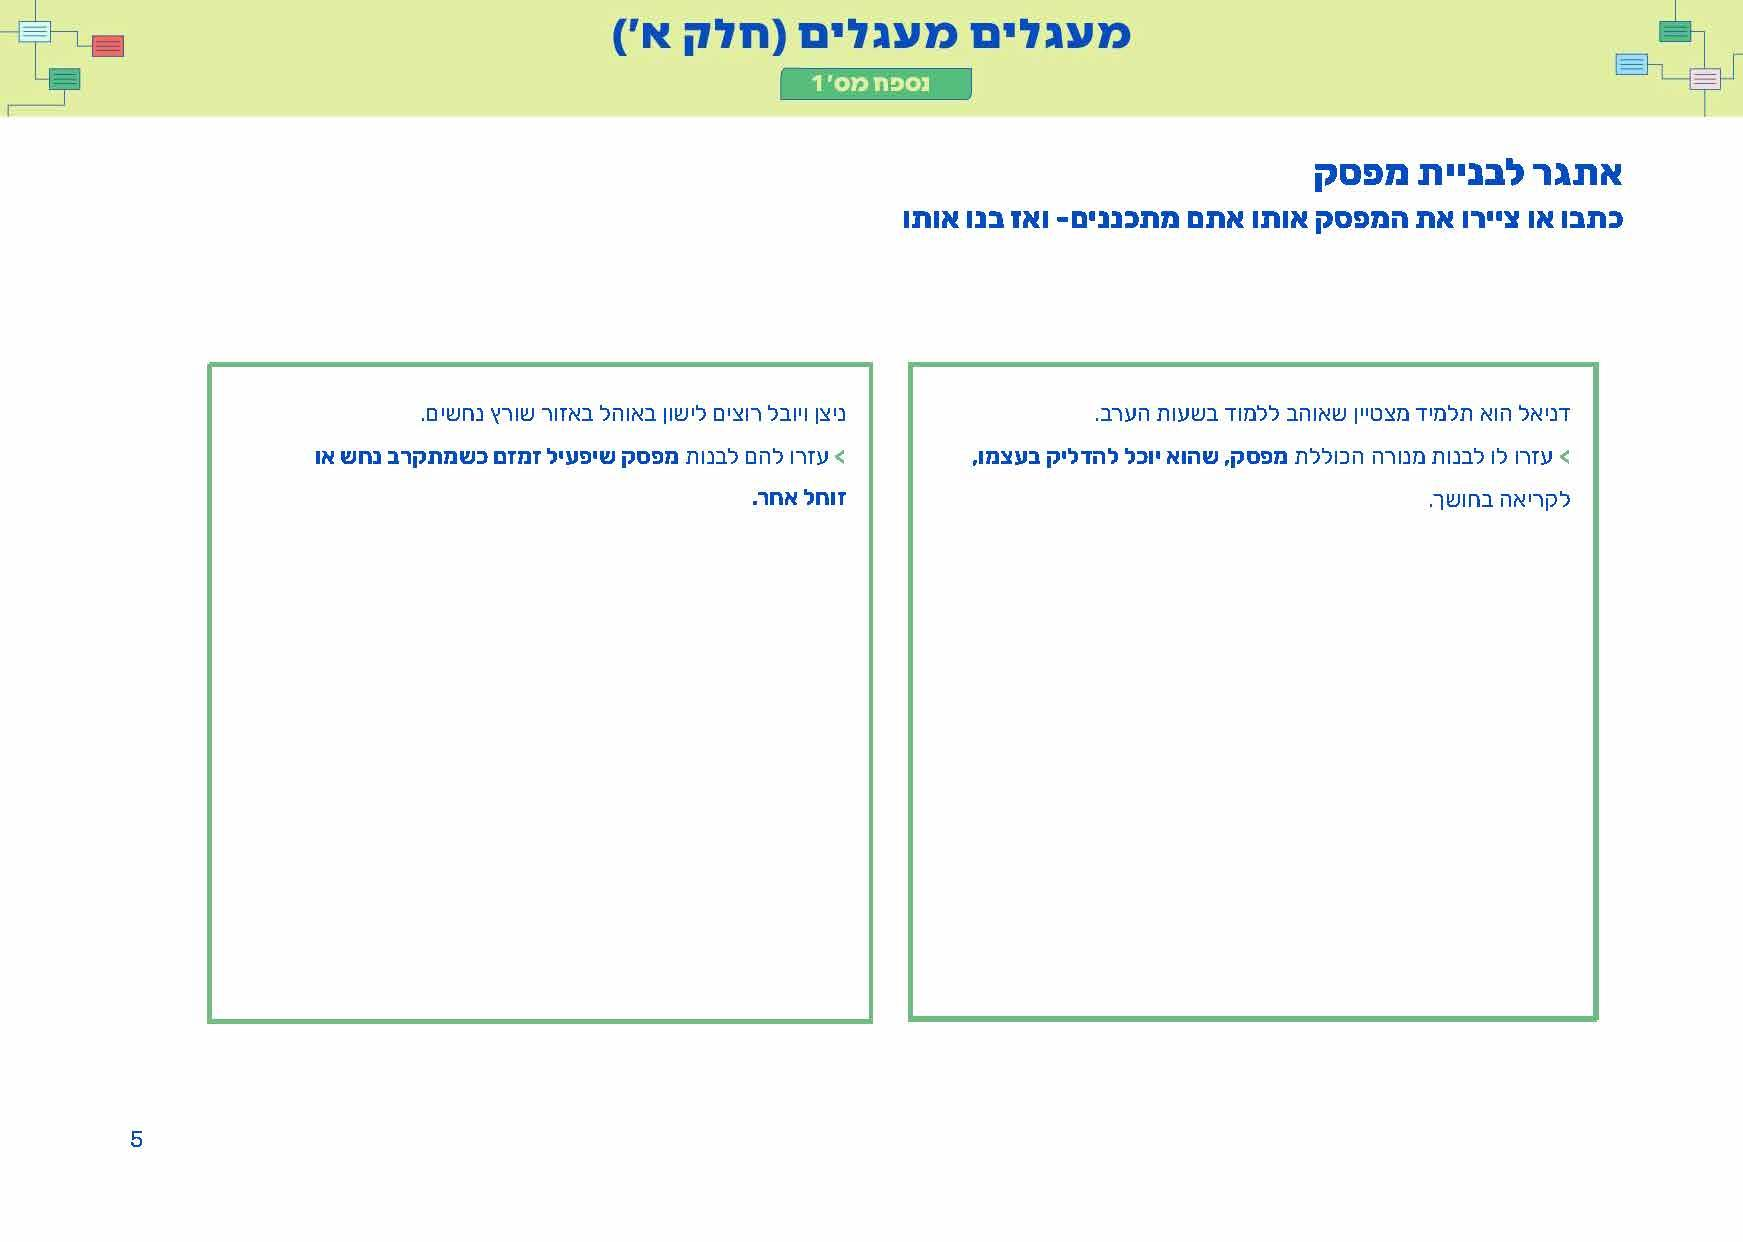 מעגלים מעגלים (חלק א')
נספח מס' 1
אתגר לבניית מפסק
כתבו או ציירו את המפסק אותו אתם מתכננים- ואז בנו אותו
דניאל הוא תלמיד מצטיין שאוהב ללמוד בשעות הערב.
> עזרו לו לבנות מנורה הכוללת מפסק, שהוא יוכל להדליק בעצמו,
לקריאה בחושך.
ניצן ויובל רוצים לישון באוהל באזור שורץ נחשים.
> עזרו להם לבנות מפסק שיפעיל זמזם כשמתקרב נחש או
זוחל אחר.
5